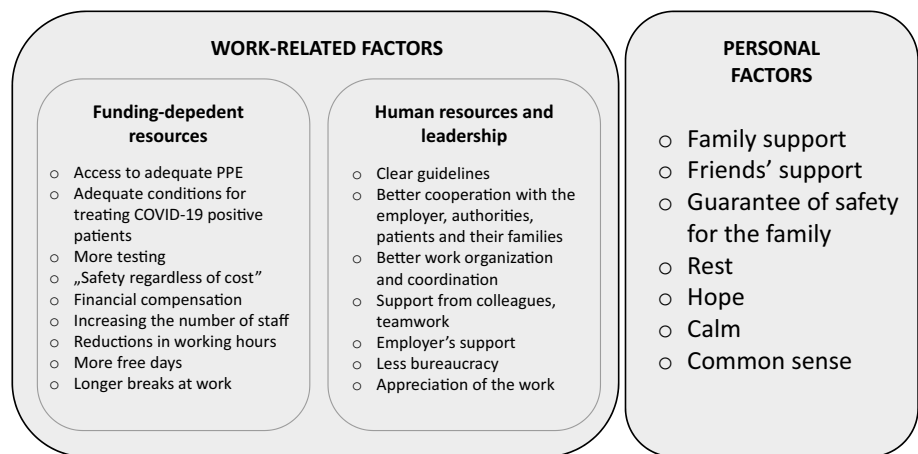 WORK-RELATED FACTORS
Funding-depedent
resources
○ Access to adequate PPE
○ Adequate conditions for
treating COVID-19 positive
patients
○ More testing
○ „Safety regardless of cost”
○ Financial compensation
○ Increasing the number of staff
○ Reductions in working hours
○ More free days
○ Longer breaks at work
Human resources and
leadership
○ Clear guidelines
○ Better cooperation with the
employer, authorities,
patients and their families
○ Better work organization
and coordination
○ Support from colleagues,
teamwork
○ Employer’s support
○ Less bureaucracy
○ Appreciation of the work
PERSONAL
FACTORS
○ Family support
○ Friends’ support
○ Guarantee of safety
for the family
○ Rest
○ Hope
○ Calm
○ Common sense